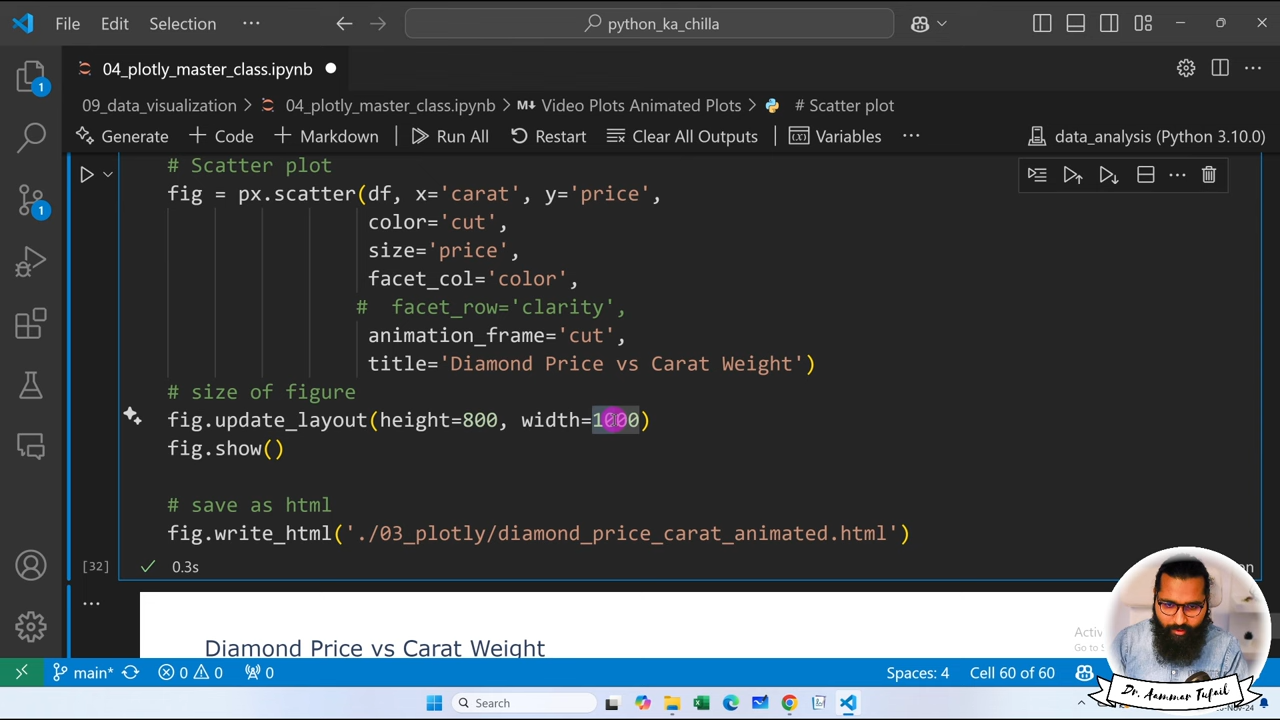 File Edit Selection ··· python_ka_chilla
04_plotly_master_class.ipynb
09_data_visualization > 04_plotly_master_class.ipynb > M↓ Video Plots Animated Plots > # Scatter plot
Generate + Code + Markdown | Run All Restart Clear All Outputs | Variables ··· data_analysis (Python 3.10.0)
# Scatter plot
fig = px.scatter(df, x='carat', y='price',
color='cut',
size='price',
facet_col='color',
#  facet_row='clarity',
animation_frame='cut',
title='Diamond Price vs Carat Weight')
# size of figure
fig.update_layout(height=800, width=1000)
fig.show()
# save as html
fig.write_html('./03_plotly/diamond_price_carat_animated.html')
[32] 0.3s
Diamond Price vs Carat Weight
1
1
main* 0 0 0 Spaces: 4 Cell 60 of 60
Dr. Aammar Tufail
Search